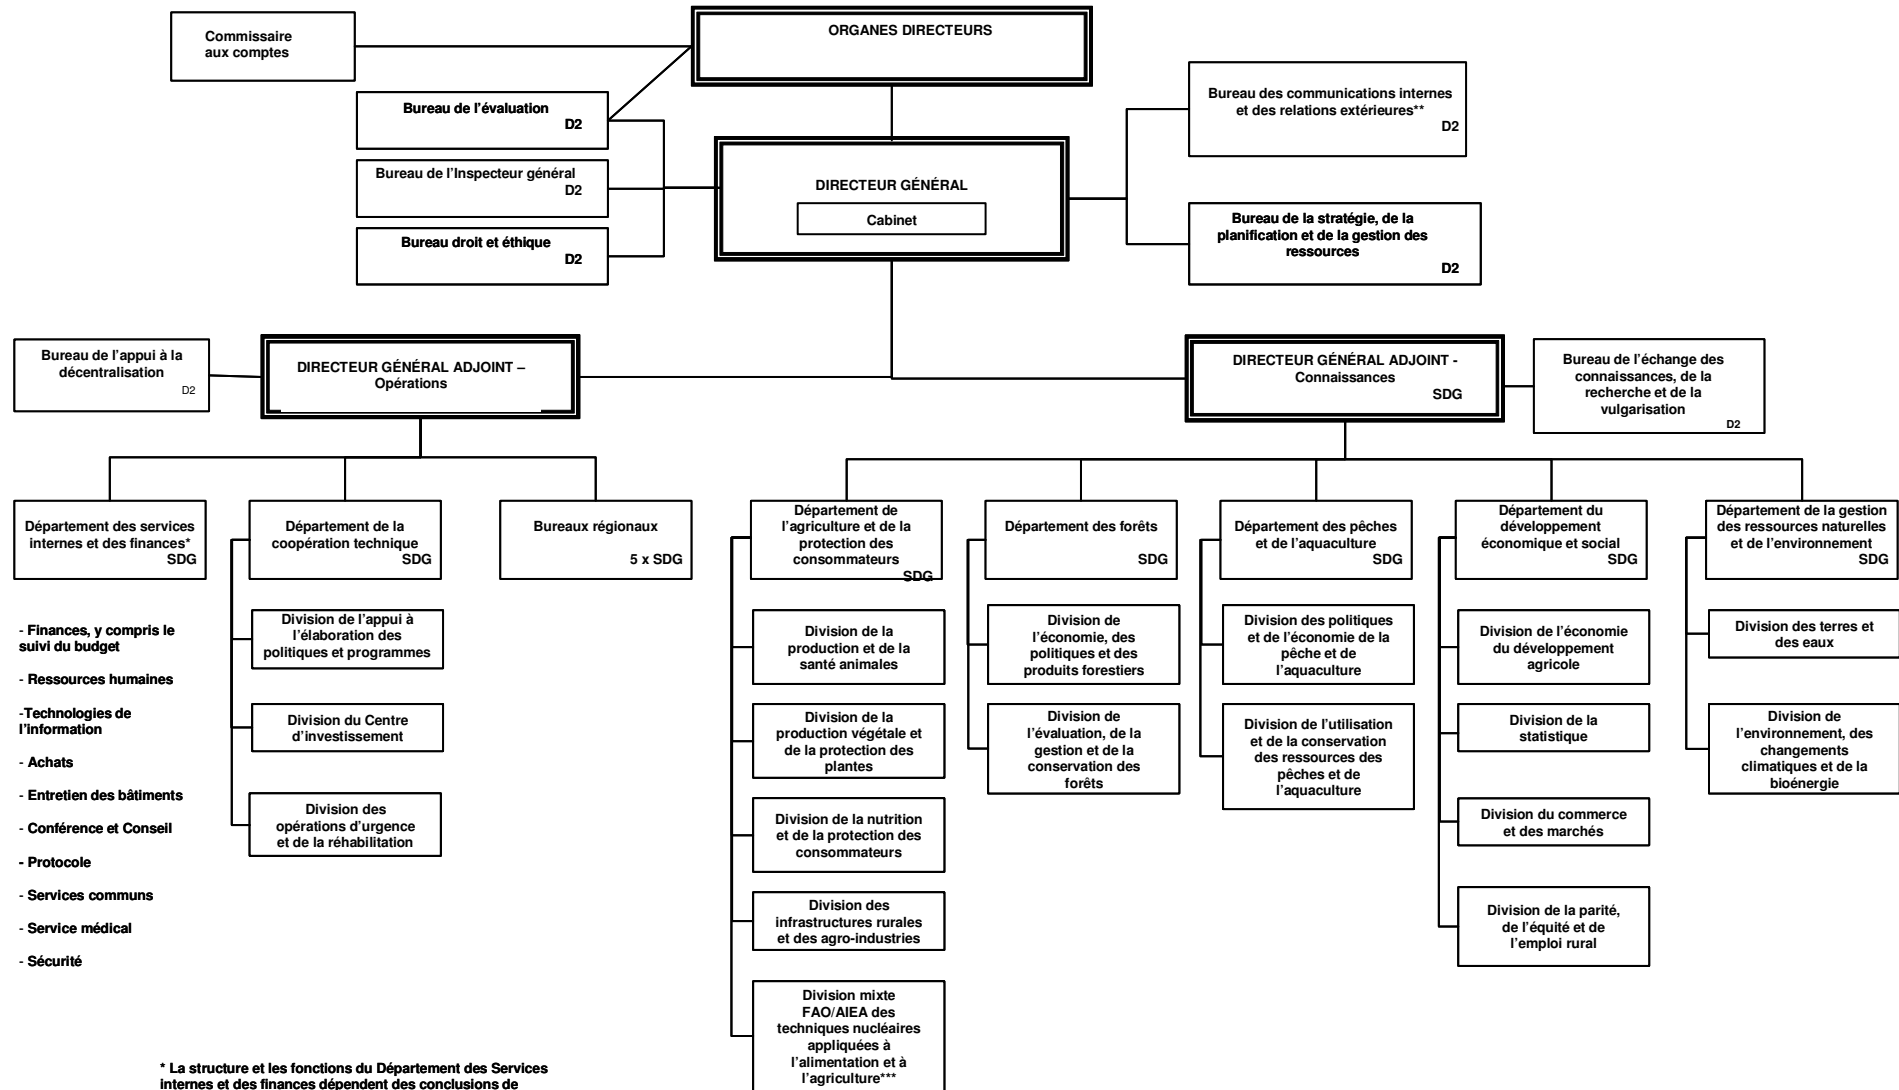 Commissaire
aux comptes
ORGANES DIRECTEURS
Bureau de l'évaluation
D2
Bureau de l'Inspecteur général
D2
Bureau droit et éthique
D2
DIRECTEUR GÉNÉRAL
Cabinet
Bureau des communications internes
et des relations extérieures**
D2
Bureau de la stratégie, de la
planification et de la gestion des
ressources
D2
Bureau de l'appui à la
décentralisation
D2
DIRECTEUR GÉNÉRAL ADJOINT –
Opérations
DIRECTEUR GÉNÉRAL ADJOINT -
Connaissances
SDG
Bureau de l'échange des
connaissances, de la
recherche et de la
vulgarisation
D2
Département des services
internes et des finances*
SDG
Département de la
coopération technique
SDG
Bureaux régionaux
5 x SDG
Département de
l'agriculture et de la
protection des
consommateurs
SDG
Département des forêts
SDG
Département des pêches
et de l'aquaculture
SDG
Département du
développement
économique et social
SDG
Département de la gestion
des ressources naturelles
et de l'environnement
SDG
- Finances, y compris le
suivi du budget
- Ressources humaines
-Technologies de
l'information
- Achats
- Entretien des bâtiments
- Conférence et Conseil
- Protocole
- Services communs
- Service médical
- Sécurité
Division de l'appui à
l'élaboration des
politiques et programmes
Division du Centre
d'investissement
Division des
opérations d'urgence
et de la réhabilitation
Division de la
production et de la
santé animales
Division de la
production végétale et
de la protection des
plantes
Division de la nutrition
et de la protection des
consommateurs
Division des
infrastructures rurales
et des agro-industries
Division mixte
FAO/AIEA des
techniques nucléaires
appliquées à
l'alimentation et à
l'agriculture***
Division de
l'économie, des
politiques et des
produits forestiers
Division de
l'évaluation, de la
gestion et de la
conservation des
forêts
Division des politiques
et de l'économie de la
pêche et de
l'aquaculture
Division de l'utilisation
et de la conservation
des ressources des
pêches et de
l'aquaculture
Division de l'économie
du développement
agricole
Division de la
statistique
Division du commerce
et des marchés
Division de la parité,
de l'équité et de
l'emploi rural
Division des terres et
des eaux
Division de
l'environnement, des
changements
climatiques et de la
bioénergie
* La structure et les fonctions du Département des Services
internes et des finances dépendent des conclusions de